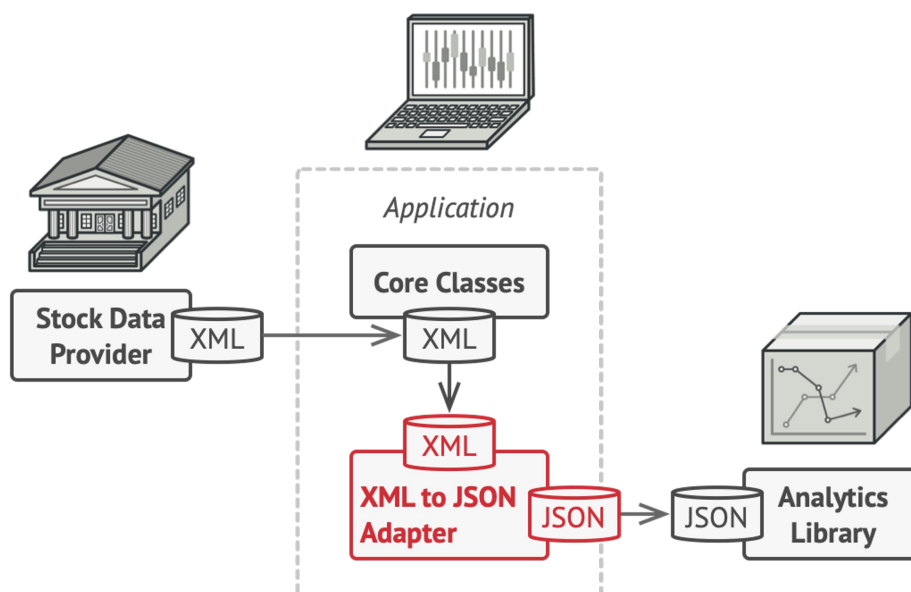 Application
Core Classes
XML
Stock Data
Provider
XML
XML
XML to JSON
Adapter
JSON
JSON
Analytics
Library